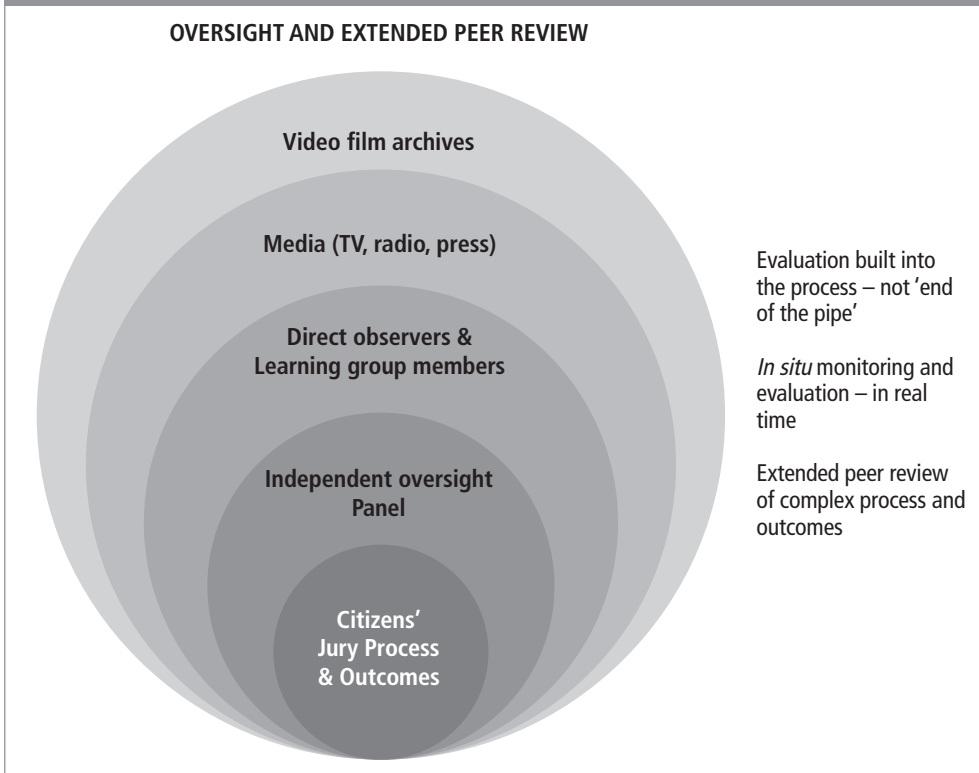 OVERSIGHT AND EXTENDED PEER REVIEW
Video film archives
Media (TV, radio, press)
Direct observers &
Learning group members
Independent oversight
Panel
Citizens’
Jury Process
& Outcomes
Evaluation built into
the process – not ‘end
of the pipe’
In situ monitoring and
evaluation – in real
time
Extended peer review
of complex process and
outcomes